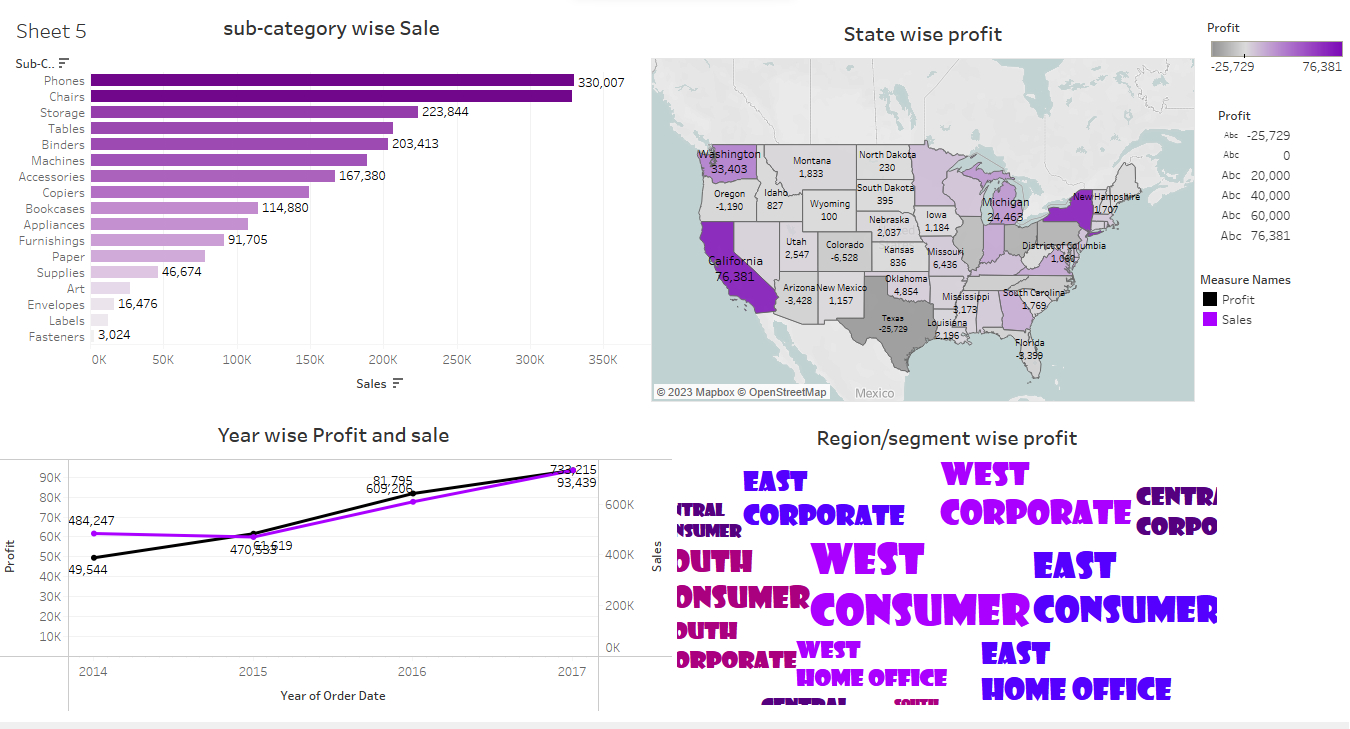 Sheet 5
sub-category wise Sale
Sub-C..
Phones
330,007
Chairs
Storage
223,844
Tables
Binders
203,413
Machines
Accessories
167,380
Copiers
Bookcases
114,880
Appliances
Furnishings
91,705
Paper
Supplies
46,674
Art
Envelopes
16,476
Labels
Fasteners
3,024
0K 50K 100K 150K 200K 250K 300K 350K
Sales
State wise profit
Washington
33,403
Montana
1,833
North Dakota
230
Oregon
-1,190
Idaho
827
South Dakota
395
Wyoming
100
Michigan
24,463
New Hampshire
1,707
Nebraska
2,037
Iowa
1,184
Utah
2,547
Colorado
-6,528
Kansas
836
Missouri
6,436
District of Columbia
1,060
California
76,381
Arizona
-3,428
New Mexico
1,157
Oklahoma
4,854
Mississippi
3,173
South Carolina
1,769
Texas
-25,729
Louisiana
2,196
Florida
-3,399
© 2023 Mapbox © OpenStreetMap
Mexico
Profit
-25,729 76,381
Profit
Abc -25,729
Abc 0
Abc 20,000
Abc 40,000
Abc 60,000
Abc 76,381
Measure Names
Profit
Sales
Year wise Profit and sale
Profit
90K
80K
70K
60K
50K
40K
30K
20K
10K
484,247
49,544
470,533
61,619
81,795
609,206
733,215
93,439
600K
400K
200K
0K
Sales
2014 2015 2016 2017
Year of Order Date
Region/segment wise profit
EAST
CORPORATE
WEST
CORPORATE
CENTRA
CORPO
NTRAL
NSUMER
OUTH
ONSUMER
WEST
CONSUMER
EAST
CONSUMER
OUTH
ORPORATE
WEST
HOME OFFICE
EAST
HOME OFFICE
CENTRAL
SOUTH